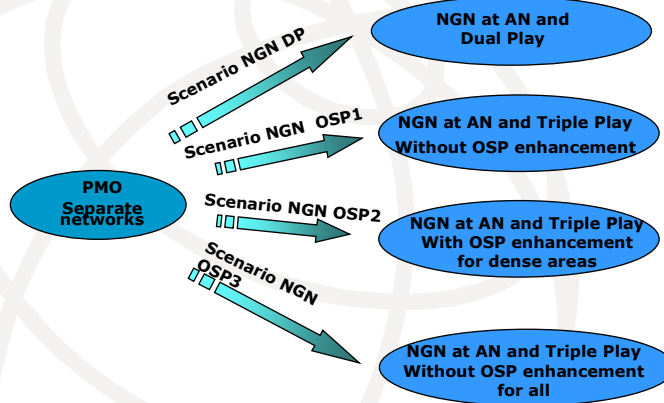 NGN at AN and
Dual Play
Scenario NGN DP
Scenario NGN OSP1
NGN at AN and Triple Play
Without OSP enhancement
PMO
Separate
networks
Scenario NGN OSP2
NGN at AN and Triple Play
With OSP enhancement
for dense areas
Scenario NGN
OSP3
NGN at AN and Triple Play
Without OSP enhancement
for all